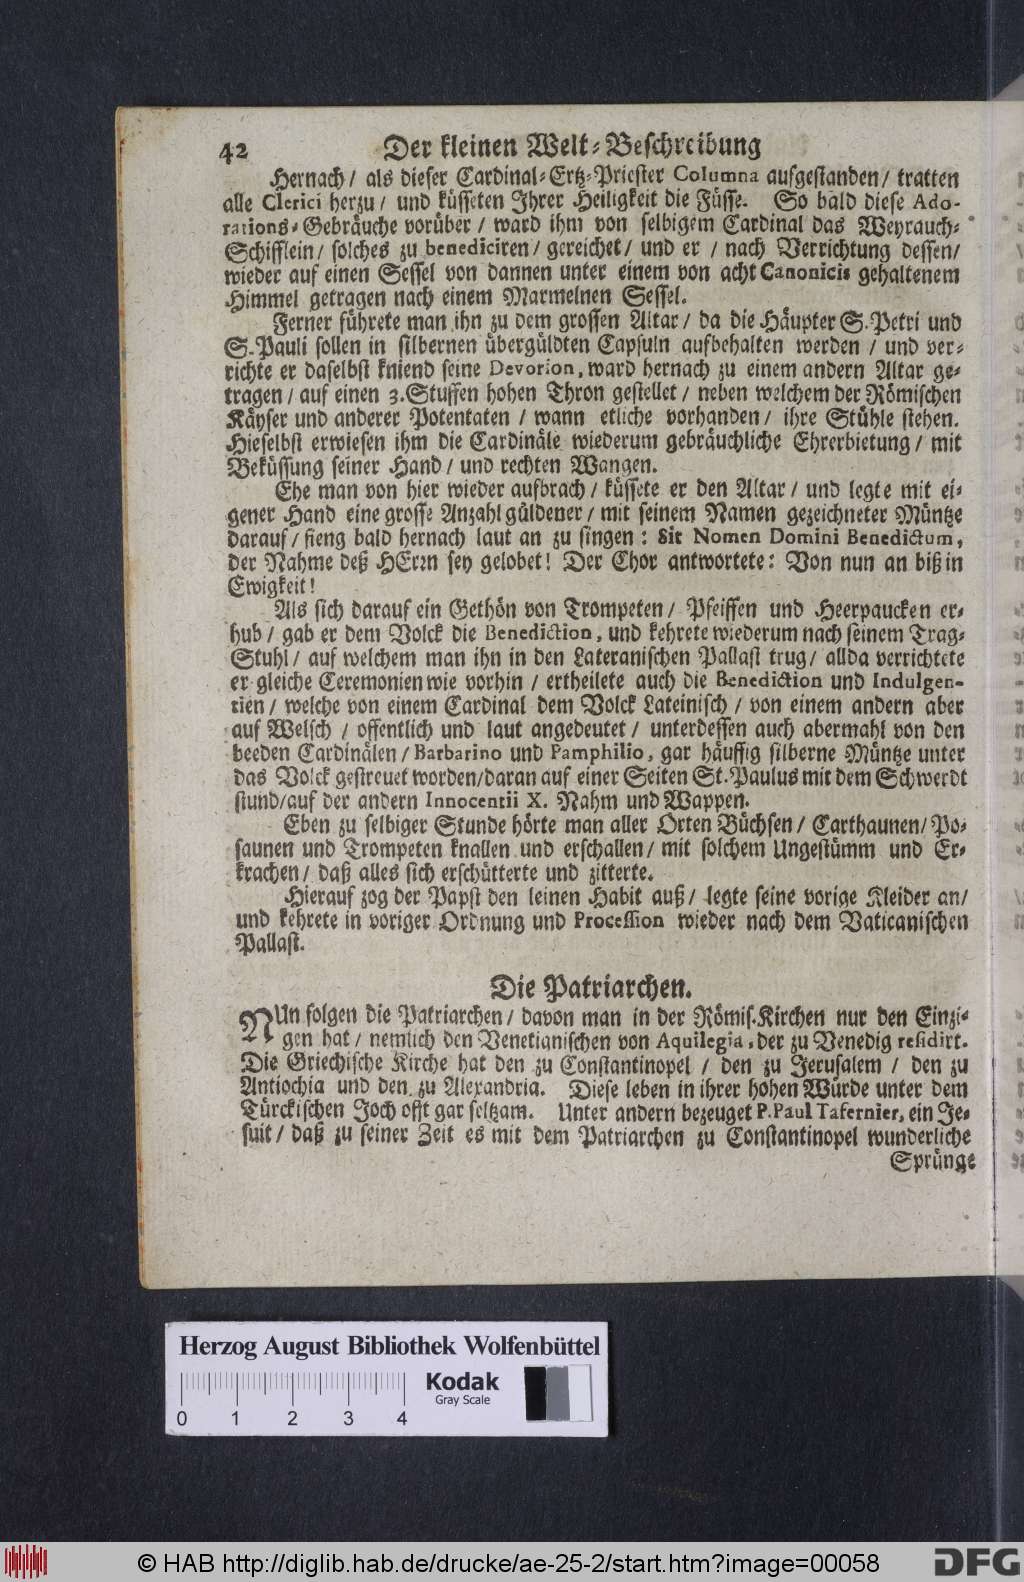 42 Der kleinen Welt-Beschreibung
Hernach / als dieser Cardinal-Ertz-Priester Columna aufgestanden / tratten
alle Clerici herzu / und küsseten Ihrer Heiligkeit die Füsse. So bald diese Ado-
rations-Gebräuche vorüber / ward ihm von selbigem Cardinal das Weyrauch-
Schifflein / solches zu benediciren / gereichet / und er / nach Verrichtung dessen /
wieder auf einen Sessel von dannen unter einem von acht Canonicis gehaltenem
Himmel getragen nach einem Marmelnen Sessel.
Ferner führete man ihn zu dem grossen Altar / da die Häupter S. Petri und
S. Pauli sollen in silbernen übergüldten Capsuln aufbehalten werden / und ver-
richte er daselbst kniend seine Devotion, ward hernach zu einem andern Altar ge-
tragen / auf einen 3. Stuffen hohen Thron gestellet / neben welchem der Römischen
Käyser und anderer Potentaten / wann etliche vorhanden / ihre Stühle stehen.
Hieselbst erwiesen ihm die Cardinäle wiederum gebräuchliche Ehrerbietung / mit
Beküssung seiner Hand / und rechten Wangen.
Ehe man von hier wieder aufbrach / küssete er den Altar / und legte mit ei-
gener Hand eine grosse Anzahl güldener / mit seinem Namen gezeichneter Müntze
darauf / fieng bald hernach laut an zu singen : Sit Nomen Domini Benedictum,
der Nahme deß HErrn sey gelobet! Der Chor antwortete: Von nun an biß in
Ewigkeit!
Als sich darauf ein Gethön von Trompeten / Pfeiffen und Heerpaucken er-
hub / gab er dem Volck die Benediction, und kehrete wiederum nach seinem Trag-
Stuhl / auf welchem man ihn in den Lateranischen Pallast trug / allda verrichtete
er gleiche Ceremonien wie vorhin / ertheilete auch die Benediction und Indulgen-
tien / welche von einem Cardinal dem Volck Lateinisch / von einem andern aber
auf Welsch / offentlich und laut angedeutet / unterdessen auch abermahl von den
beeden Cardinälen / Barbarino und Pamphilio, gar häuffig silberne Müntze unter
das Volck gestreuet worden / daran auf einer Seiten St. Paulus mit dem Schwerdt
stund / auf der andern Innocentii X. Nahm und Wappen.
Eben zu selbiger Stunde hörte man aller Orten Büchsen / Carthaunen / Po-
saunen und Trompeten knallen und erschallen / mit solchem Ungestümm und Er-
krachen / daß alles sich erschütterte und zitterte.
Hierauf zog der Papst den leinen Habit auß / legte seine vorige Kleider an /
und kehrete in voriger Ordnung und Procession wieder nach dem Vaticanischen
Pallast.
Die Patriarchen.
NUn folgen die Patriarchen / davon man in der Römis. Kirchen nur den Einzi-
gen hat / nemlich den Venetianischen von Aquilegia, der zu Venedig residirt.
Die Griechische Kirche hat den zu Constantinopel / den zu Jerusalem / den zu
Antiochia und den zu Alexandria. Diese leben in ihrer hohen Würde unter dem
Türckischen Joch offt gar seltzam. Unter andern bezeuget P. Paul Tafernier, ein Je-
suit / daß zu seiner Zeit es mit dem Patriarchen zu Constantinopel wunderliche
Sprünge
Herzog August Bibliothek Wolfenbüttel
Kodak
Gray Scale
0 1 2 3 4
© HAB http://diglib.hab.de/drucke/ae-25-2/start.htm?image=00058
DFG